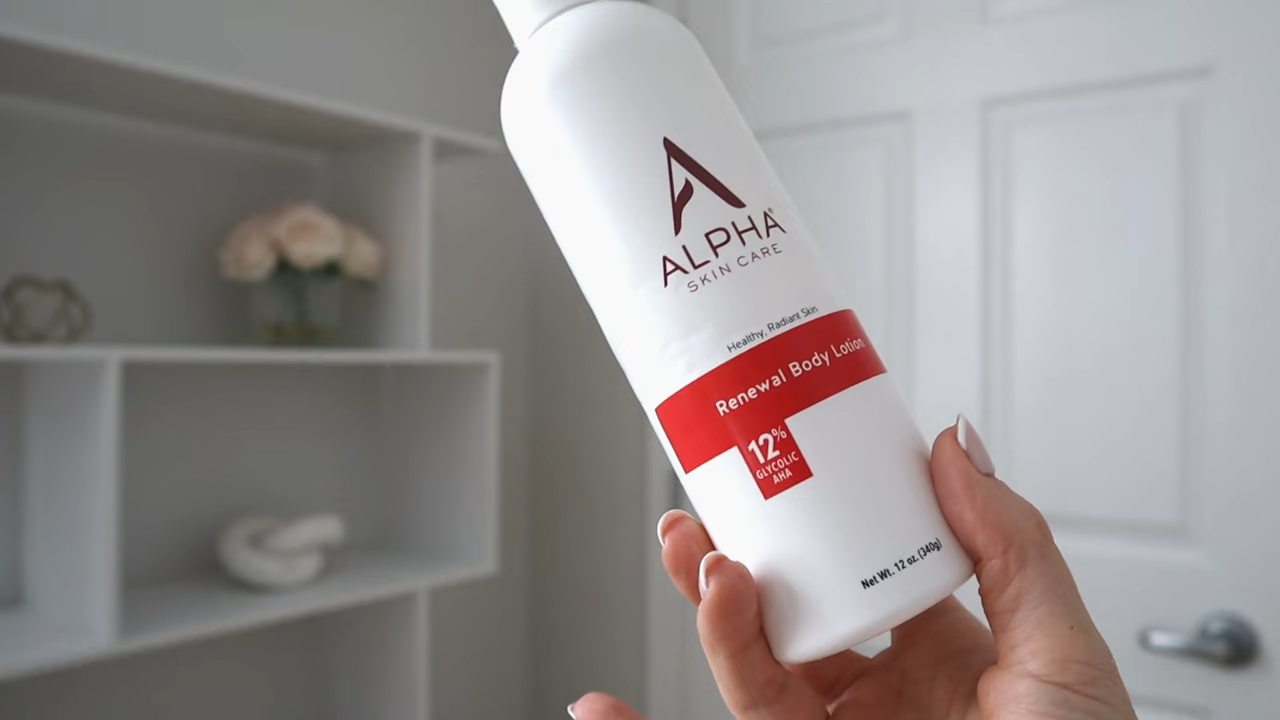 ALPHA®
SKIN CARE
Healthy, Radiant Skin
Renewal Body Lotion
12%
GLYCOLIC
AHA
Net Wt. 12 oz. (340g)